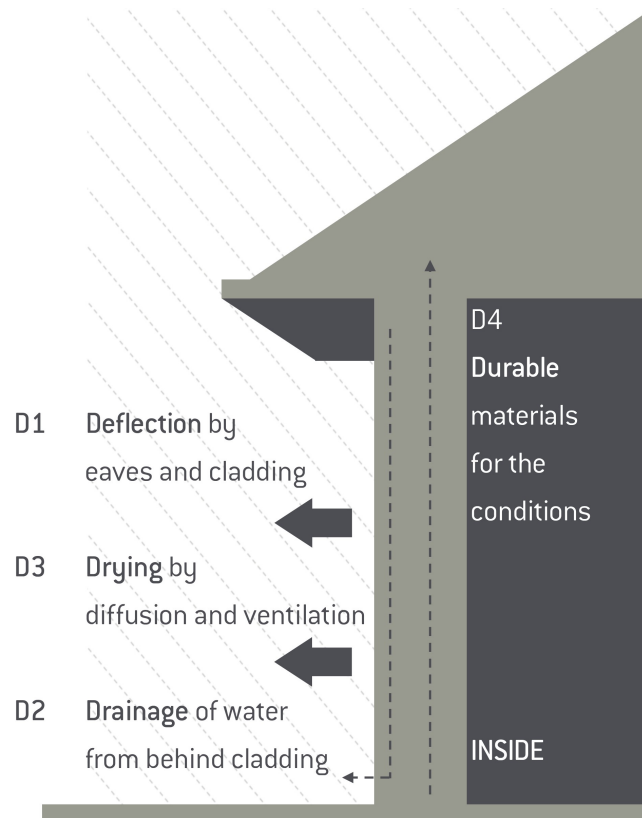 D4
Durable
materials
for the
conditions
D1 Deflection by
eaves and cladding
D3 Drying by
diffusion and ventilation
D2 Drainage of water
from behind cladding
INSIDE